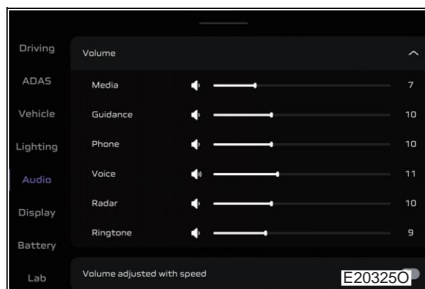 Driving
ADAS
Vehicle
Lighting
Audio
Display
Battery
Lab
Volume
Media 7
Guidance 10
Phone 10
Voice 11
Radar 10
Ringtone 9
Volume adjusted with speed
E20325O